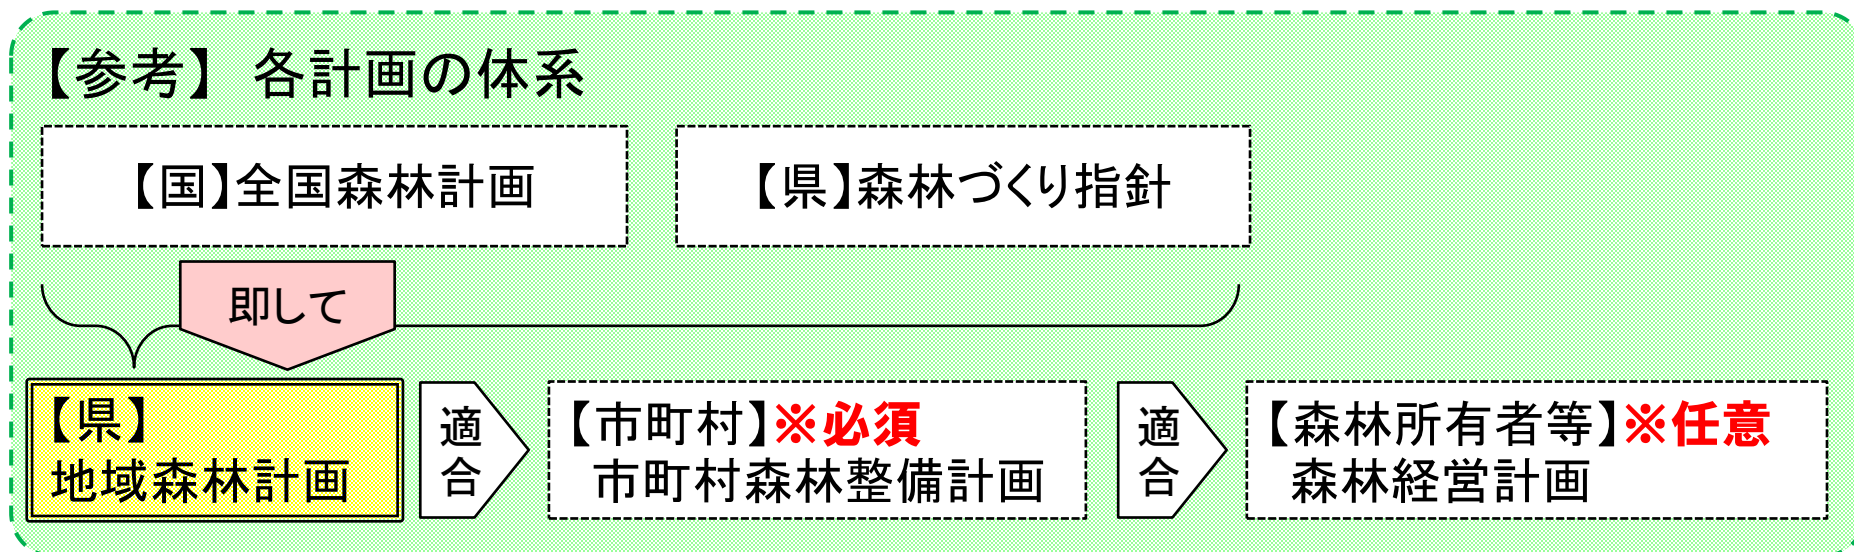 【参考】 各計画の体系
【国】全国森林計画
【県】森林づくり指針
即して
【県】
地域森林計画
適
合
【市町村】※必須
市町村森林整備計画
適
合
【森林所有者等】※任意
森林経営計画